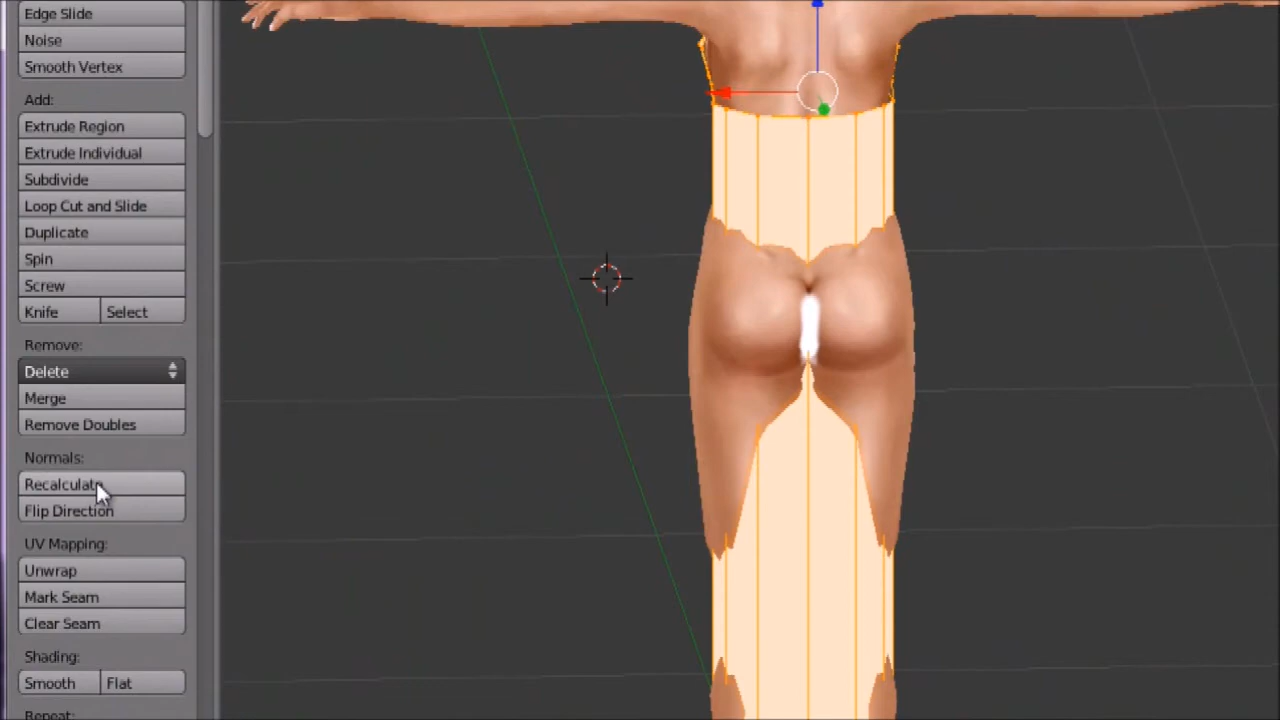 Edge Slide
Noise
Smooth Vertex
Add:
Extrude Region
Extrude Individual
Subdivide
Loop Cut and Slide
Duplicate
Spin
Screw
Knife Select
Remove:
Delete
Merge
Remove Doubles
Normals:
Recalculate
Flip Direction
UV Mapping:
Unwrap
Mark Seam
Clear Seam
Shading:
Smooth Flat
Repeat: